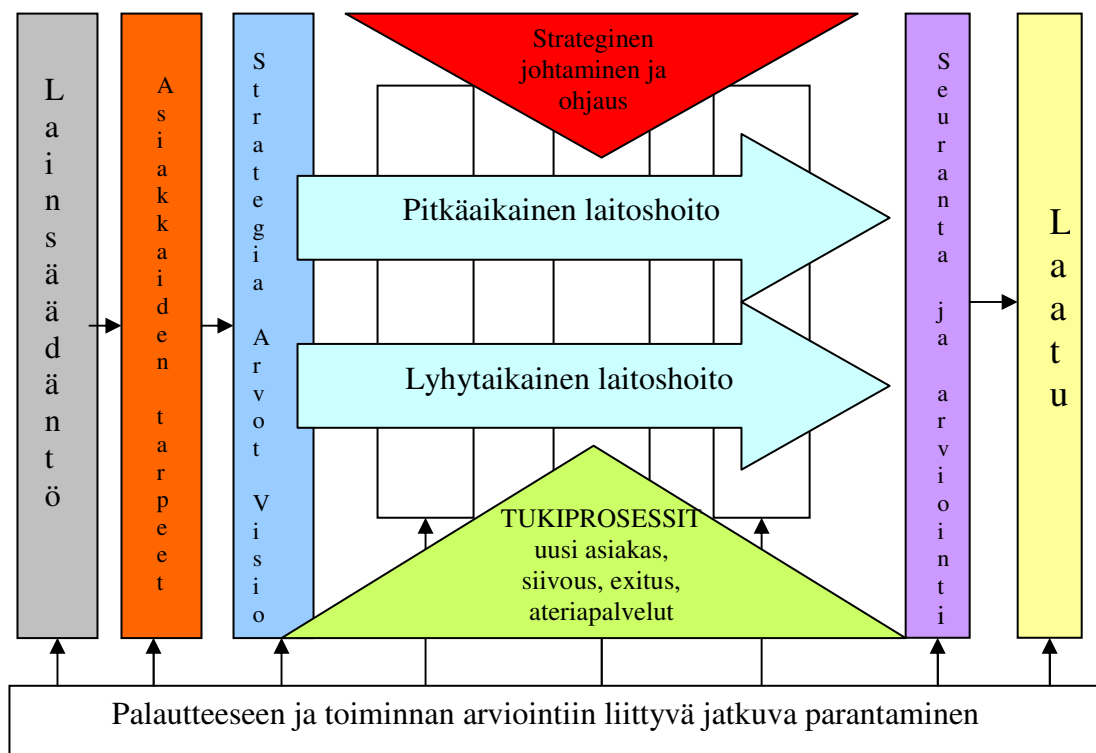 Lainsäädäntö
Asiakkaiden tarpeet
Strategia Arvot Visio
Strateginen
johtaminen ja
ohjaus
Pitkäaikainen laitoshoito
Lyhytaikainen laitoshoito
TUKIPROSESSIT
uusi asiakas,
siivous, exitus,
ateriapalvelut
Seuranta ja arviointi
Laatu
Palautteeseen ja toiminnan arviointiin liittyvä jatkuva parantaminen